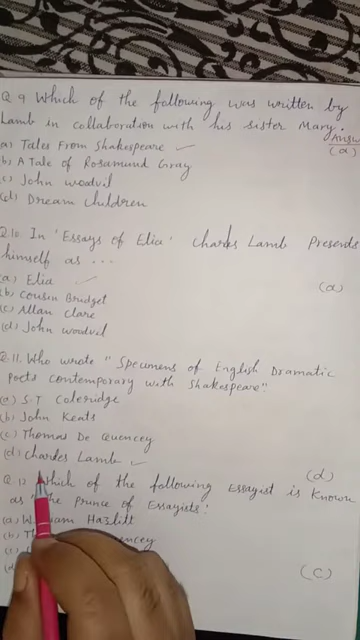 Q 9 Which of the following was written by
Lamb in collaboration with his sister Mary.
Answ
(a) Tales From Shakespeare ✓
(a)
(b) A Tale of Rosamund Gray
(c) John woodvil
(d) Dream Children
Q.10. In 'Essays of Elia' Charles Lamb Presents
himself as ...
(a) Elia ✓
(a)
(b) Cousin Bridget
(c) Allan Clare
(d) John woodvil
Q.11. Who wrote "Specimens of English Dramatic
Poets Contemporary with Shakespeare"?
(a) S.T Coleridge
(b) John Keats
(c) Thomas De Quencey
(d) Charles Lamb ✓
(d)
Q.12 Which of the following Essayist is Known
as the Prince of Essayists?
(a) William Hazlitt
(b)
(c)